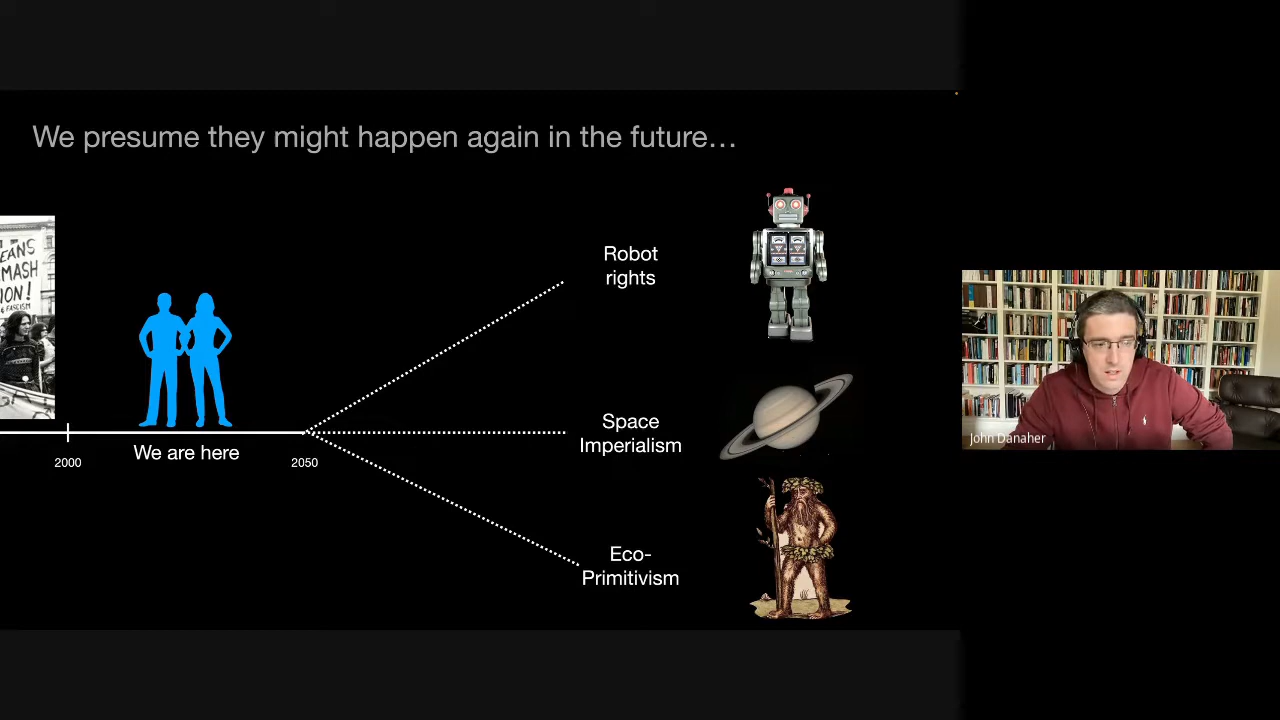 We presume they might happen again in the future…
EANS
MASH
ION!
& FASCISM
Robot
rights
Space
Imperialism
Eco-
Primitivism
We are here
2000
2050
John Danaher